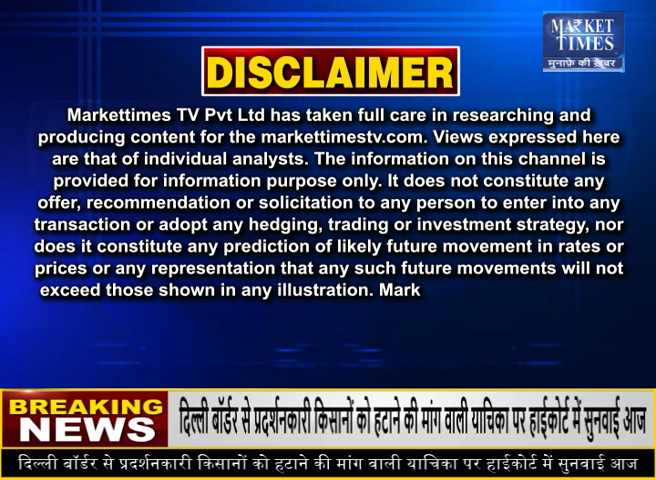 MARKET
TIMES
मुनाफ़े की ख़बर
DISCLAIMER
Markettimes TV Pvt Ltd has taken full care in researching and
producing content for the markettimestv.com. Views expressed here
are that of individual analysts. The information on this channel is
provided for information purpose only. It does not constitute any
offer, recommendation or solicitation to any person to enter into any
transaction or adopt any hedging, trading or investment strategy, nor
does it constitute any prediction of likely future movement in rates or
prices or any representation that any such future movements will not
exceed those shown in any illustration. Mark
BREAKING
NEWS
दिल्ली बॉर्डर से प्रदर्शनकारी किसानों को हटाने की मांग वाली याचिका पर हाईकोर्ट में सुनवाई आज
दिल्ली बॉर्डर से प्रदर्शनकारी किसानों को हटाने की मांग वाली याचिका पर हाईकोर्ट में सुनवाई आज